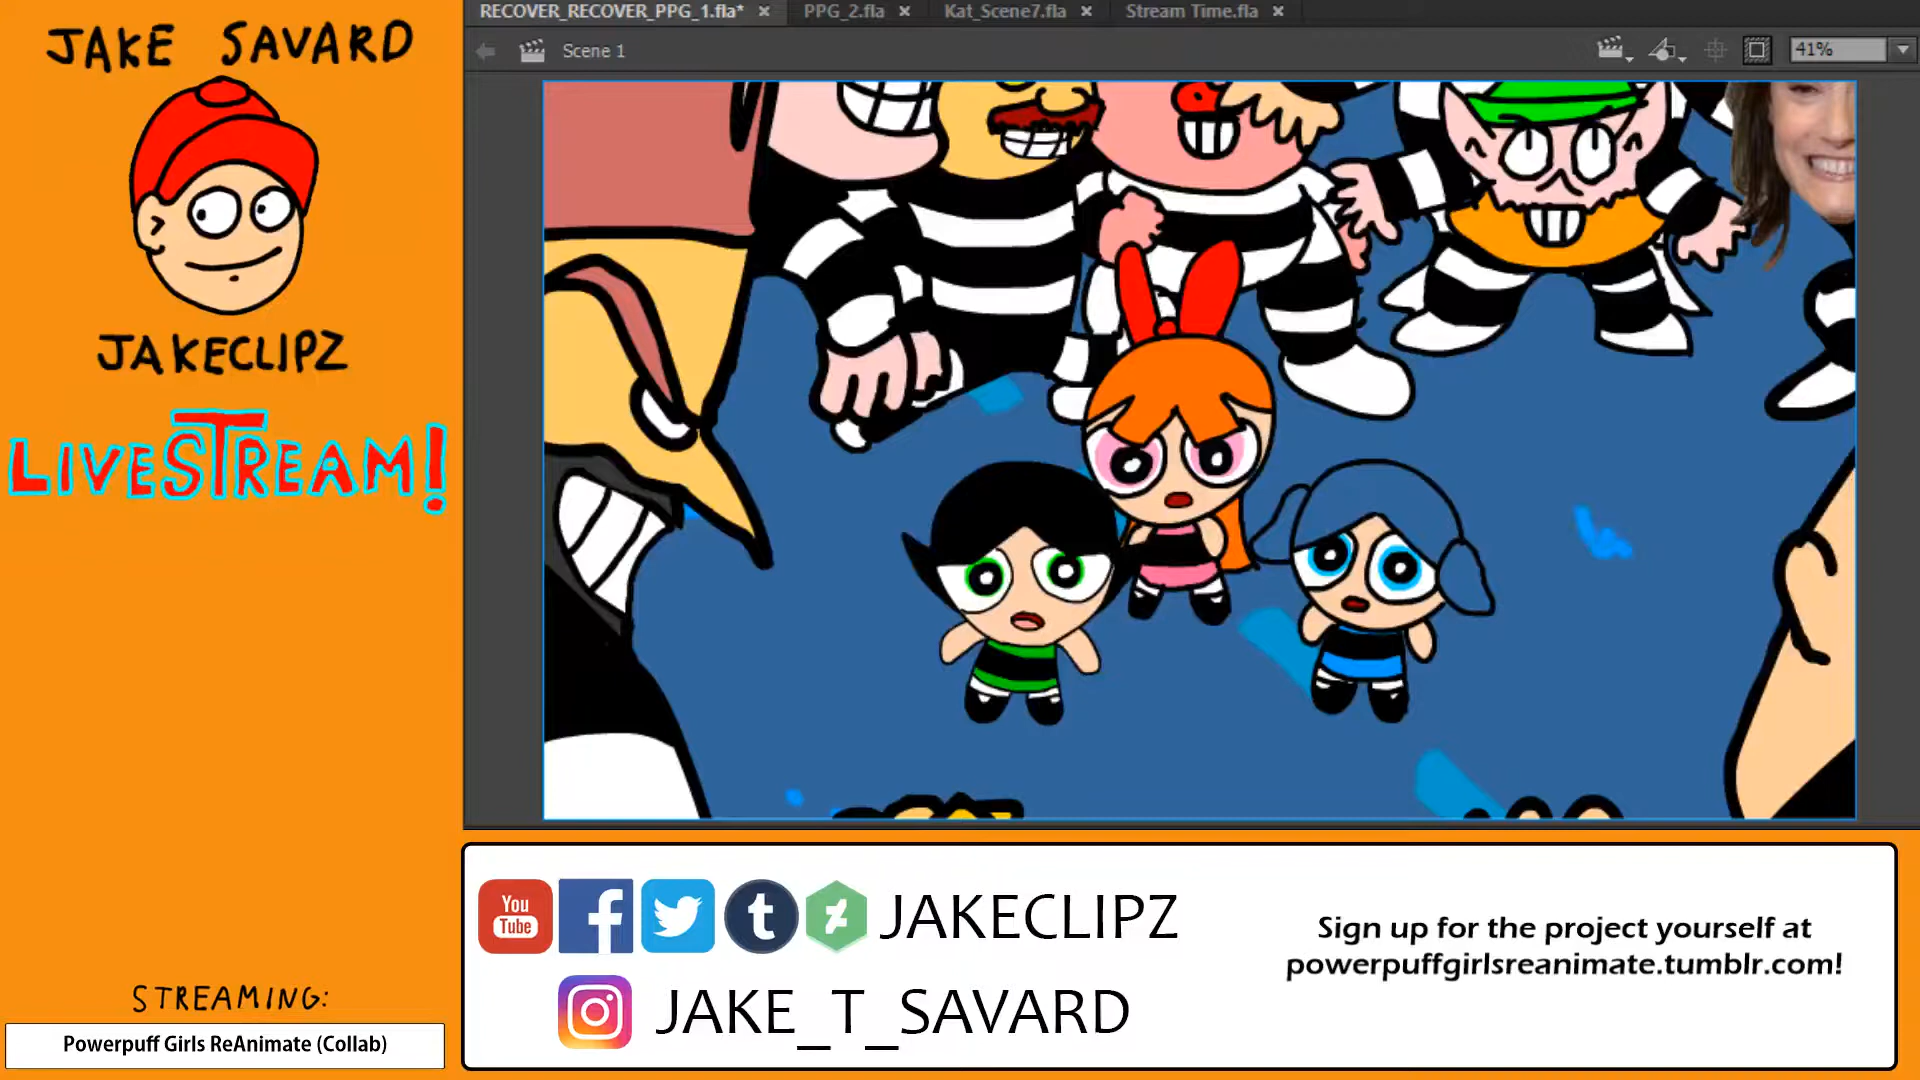 JAKE SAVARD
JAKECLIPZ
LIVESTREAM!
STREAMING:
Powerpuff Girls ReAnimate (Collab)
RECOVER_RECOVER_PPG_1.fla* × PPG_2.fla × Kat_Scene7.fla × Stream Time.fla ×
Scene 1
41%
You
Tube
JAKECLIPZ
JAKE_T_SAVARD
Sign up for the project yourself at
powerpuffgirlsreanimate.tumblr.com!